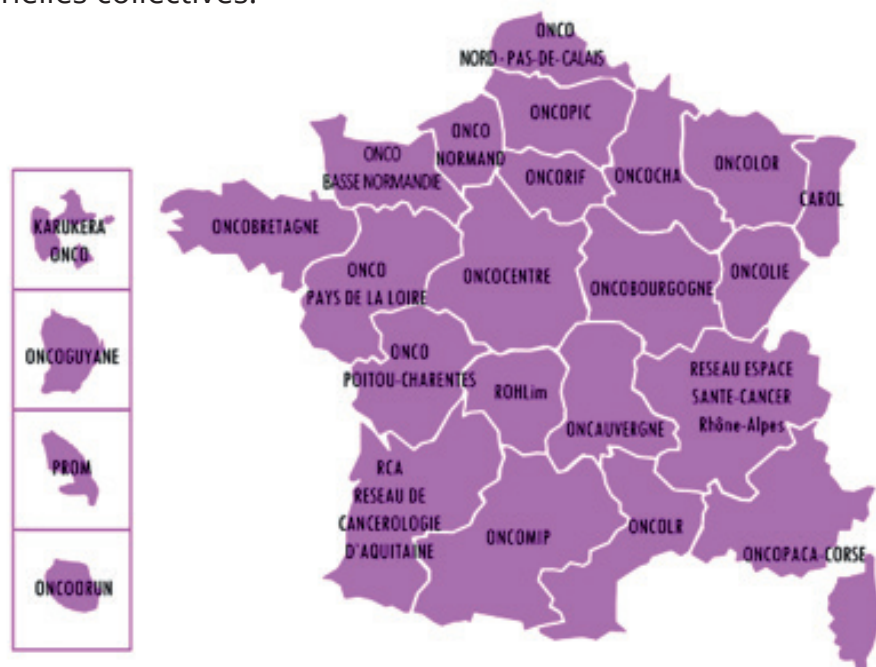 nelles collectives.
ONCO
NORD-PAS-DE-CALAIS
ONCOPIC
ONCO
NORMAND
ONCO
BASSE NORMANDIE
ONCORIF
ONCOCHA
ONCOLOR
CAROL
KARUKERA
ONCO
ONCOBRETAGNE
ONCO
PAYS DE LA LOIRE
ONCOCENTRE
ONCOBOURGOGNE
ONCOLIE
ONCOGUYANE
ONCO
POITOU-CHARENTES
ROHLim
ONCAUVERGNE
RESEAU ESPACE
SANTE-CANCER
Rhône-Alpes
PROM
RCA
RESEAU DE
CANCEROLOGIE
D'AQUITAINE
ONCOMIP
ONCOLR
ONCOPACA-CORSE
ONCOORUN